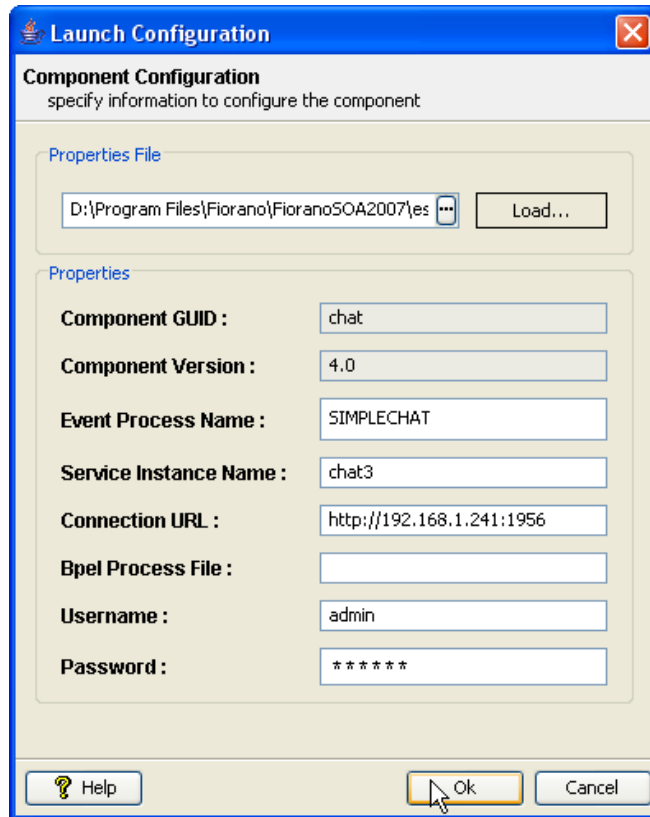 Launch Configuration
Component Configuration
specify information to configure the component
Properties File
D:\Program Files\Fiorano\FioranoSOA2007\es
...
Load...
Properties
Component GUID :
chat
Component Version :
4.0
Event Process Name :
SIMPLECHAT
Service Instance Name :
chat3
Connection URL :
http://192.168.1.241:1956
Bpel Process File :
Username :
admin
Password :
******
? Help
Ok
Cancel